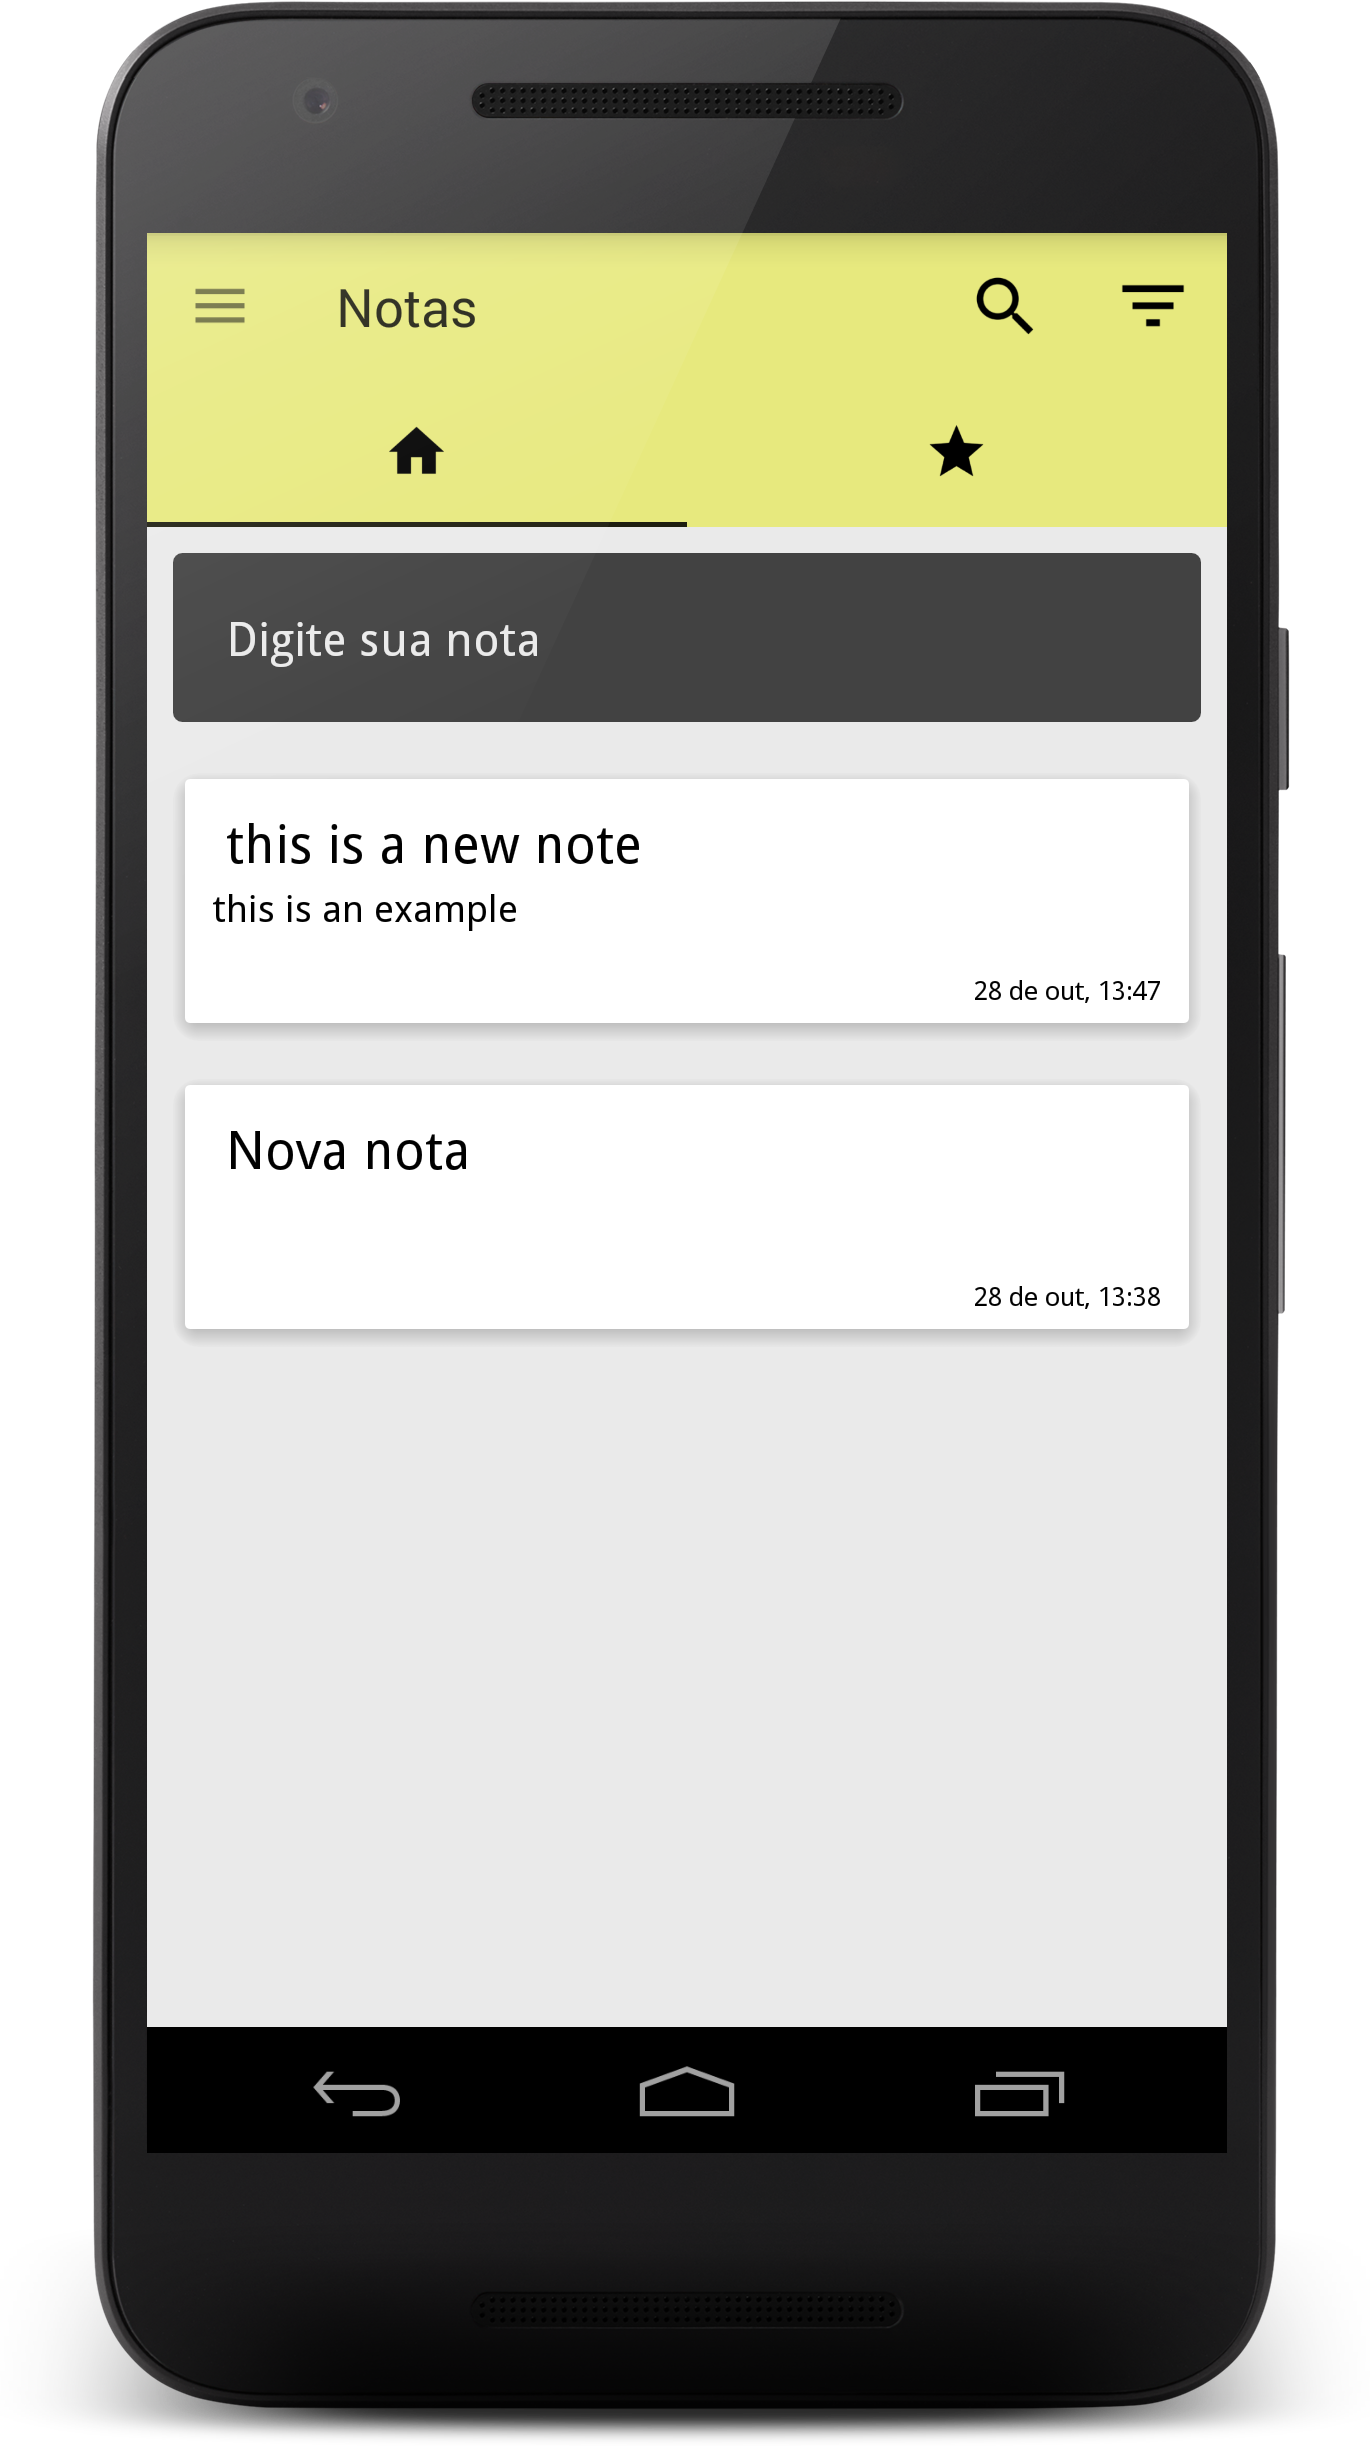 Notas
Digite sua nota
this is a new note
this is an example
28 de out, 13:47
Nova nota
28 de out, 13:38